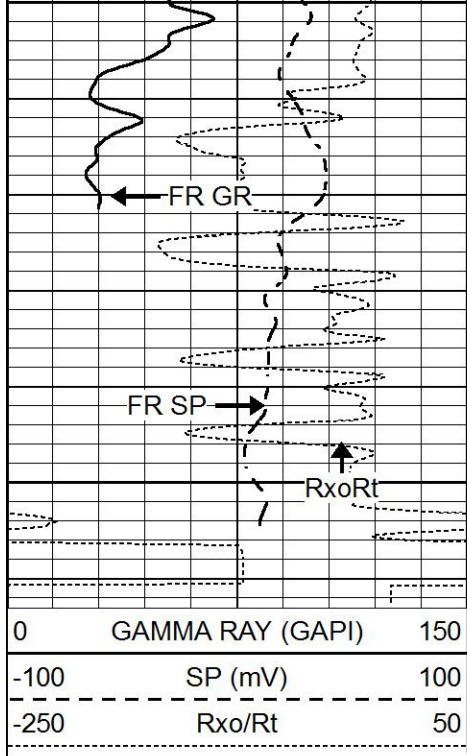 FR GR
FR SP
RxoRt
0 GAMMA RAY (GAPI) 150
-100 SP (mV) 100
-250 Rxo/Rt 50